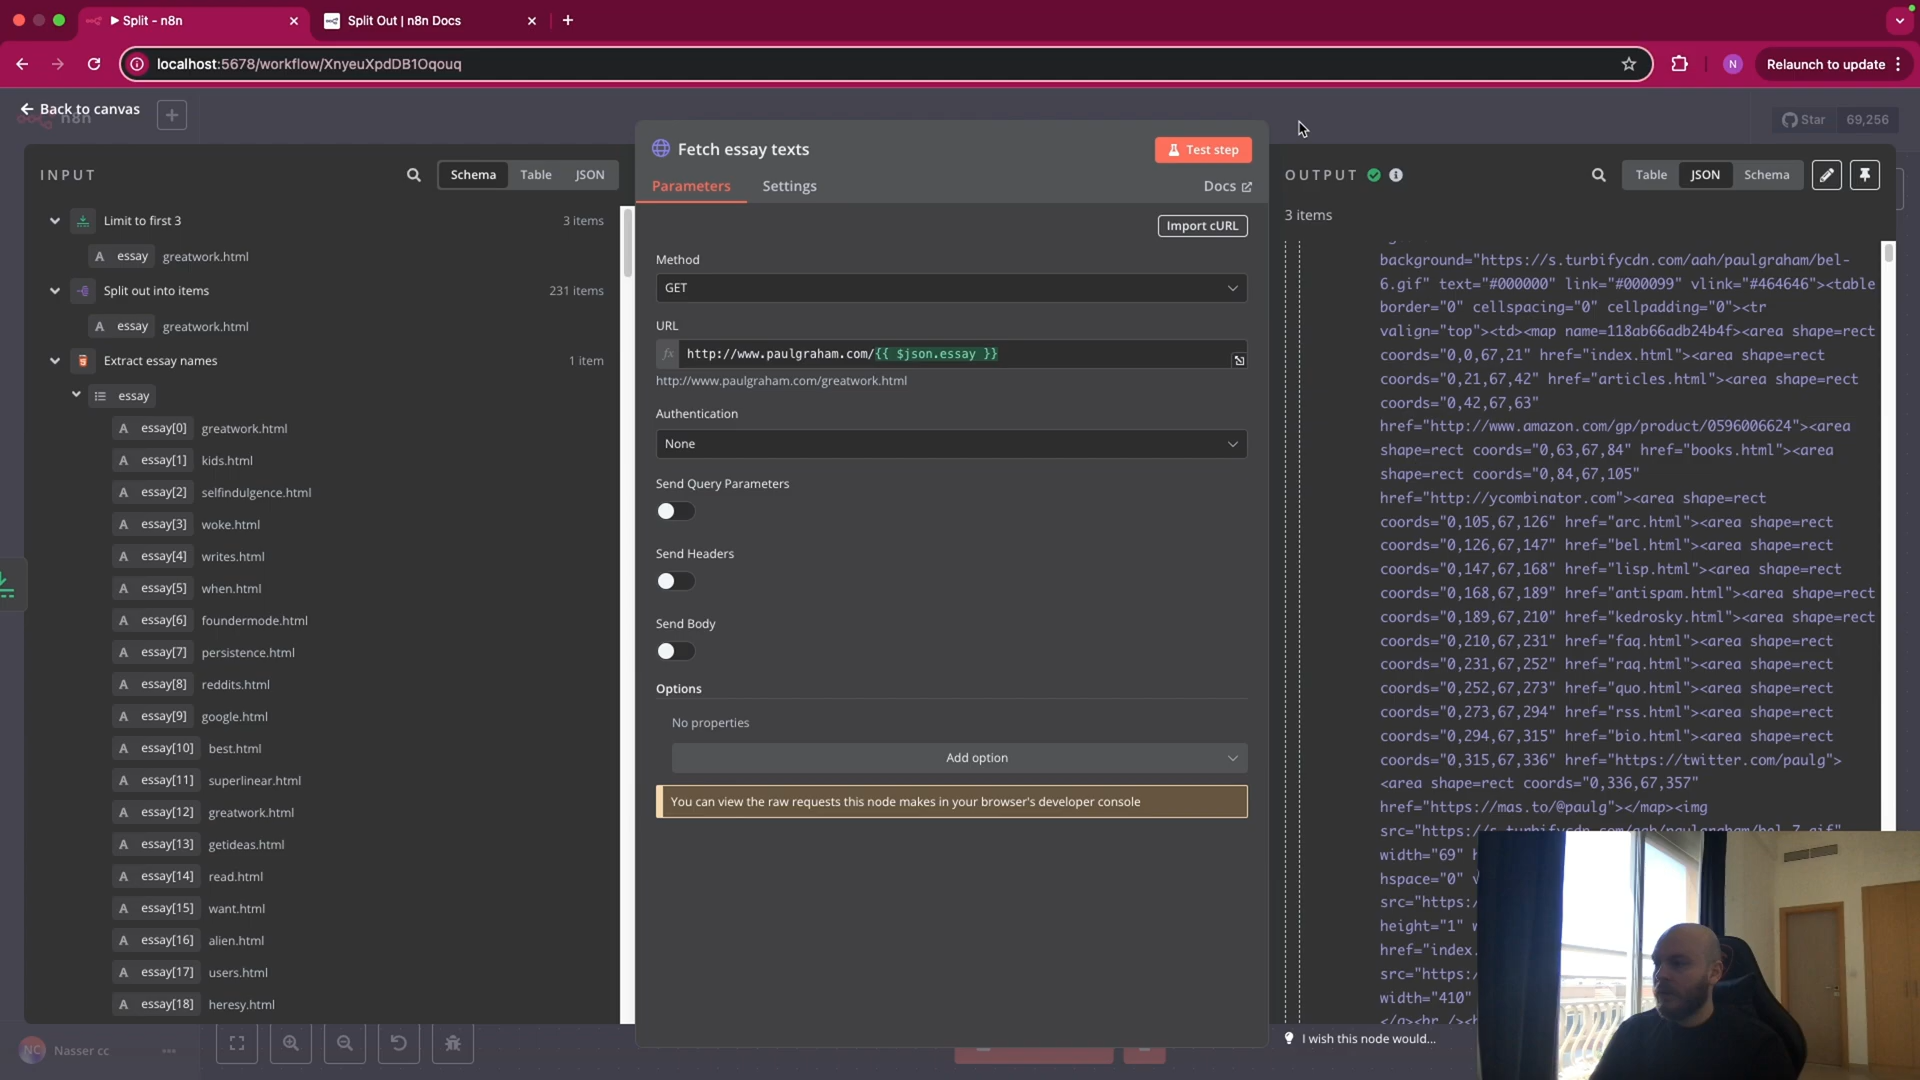 Split - n8n
Split Out | n8n Docs
localhost:5678/workflow/XnyeuXpdDB1Oqouq
N
Relaunch to update
Back to canvas
n8n
Star 69,256
INPUT
Schema Table JSON
Limit to first 3 3 items
A essay greatwork.html
Split out into items 231 items
A essay greatwork.html
Extract essay names 1 item
essay
A essay[0] greatwork.html
A essay[1] kids.html
A essay[2] selfindulgence.html
A essay[3] woke.html
A essay[4] writes.html
A essay[5] when.html
A essay[6] foundermode.html
A essay[7] persistence.html
A essay[8] reddits.html
A essay[9] google.html
A essay[10] best.html
A essay[11] superlinear.html
A essay[12] greatwork.html
A essay[13] getideas.html
A essay[14] read.html
A essay[15] want.html
A essay[16] alien.html
A essay[17] users.html
A essay[18] heresy.html
NC Nasser cc
Fetch essay texts
Test step
Parameters Settings Docs
Import cURL
Method
GET
URL
fx http://www.paulgraham.com/{{ $json.essay }}
http://www.paulgraham.com/greatwork.html
Authentication
None
Send Query Parameters
Send Headers
Send Body
Options
No properties
Add option
You can view the raw requests this node makes in your browser's developer console
OUTPUT
Table JSON Schema
3 items
background="https://s.turbifycdn.com/aah/paulgraham/bel-
6.gif" text="#000000" link="#000099" vlink="#464646"><table
border="0" cellspacing="0" cellpadding="0"><tr
valign="top"><td><map name=118ab66adb24b4f><area shape=rect
coords="0,0,67,21" href="index.html"><area shape=rect
coords="0,21,67,42" href="articles.html"><area shape=rect
coords="0,42,67,63"
href="http://www.amazon.com/gp/product/0596006624"><area
shape=rect coords="0,63,67,84" href="books.html"><area
shape=rect coords="0,84,67,105"
href="http://ycombinator.com"><area shape=rect
coords="0,105,67,126" href="arc.html"><area shape=rect
coords="0,126,67,147" href="bel.html"><area shape=rect
coords="0,147,67,168" href="lisp.html"><area shape=rect
coords="0,168,67,189" href="antispam.html"><area shape=rect
coords="0,189,67,210" href="kedrosky.html"><area shape=rect
coords="0,210,67,231" href="faq.html"><area shape=rect
coords="0,231,67,252" href="raq.html"><area shape=rect
coords="0,252,67,273" href="quo.html"><area shape=rect
coords="0,273,67,294" href="rss.html"><area shape=rect
coords="0,294,67,315" href="bio.html"><area shape=rect
coords="0,315,67,336" href="https://twitter.com/paulg">
<area shape=rect coords="0,336,67,357"
href="https://mas.to/@paulg"></map><img
src="https://s.turbifycdn.com/aah/paulgraham/bel-7.gif"
width="69"
hspace="0"
src="https:/
height="1"
href="index.
src="https:/
width="410"
</a><br /><b
I wish this node would...